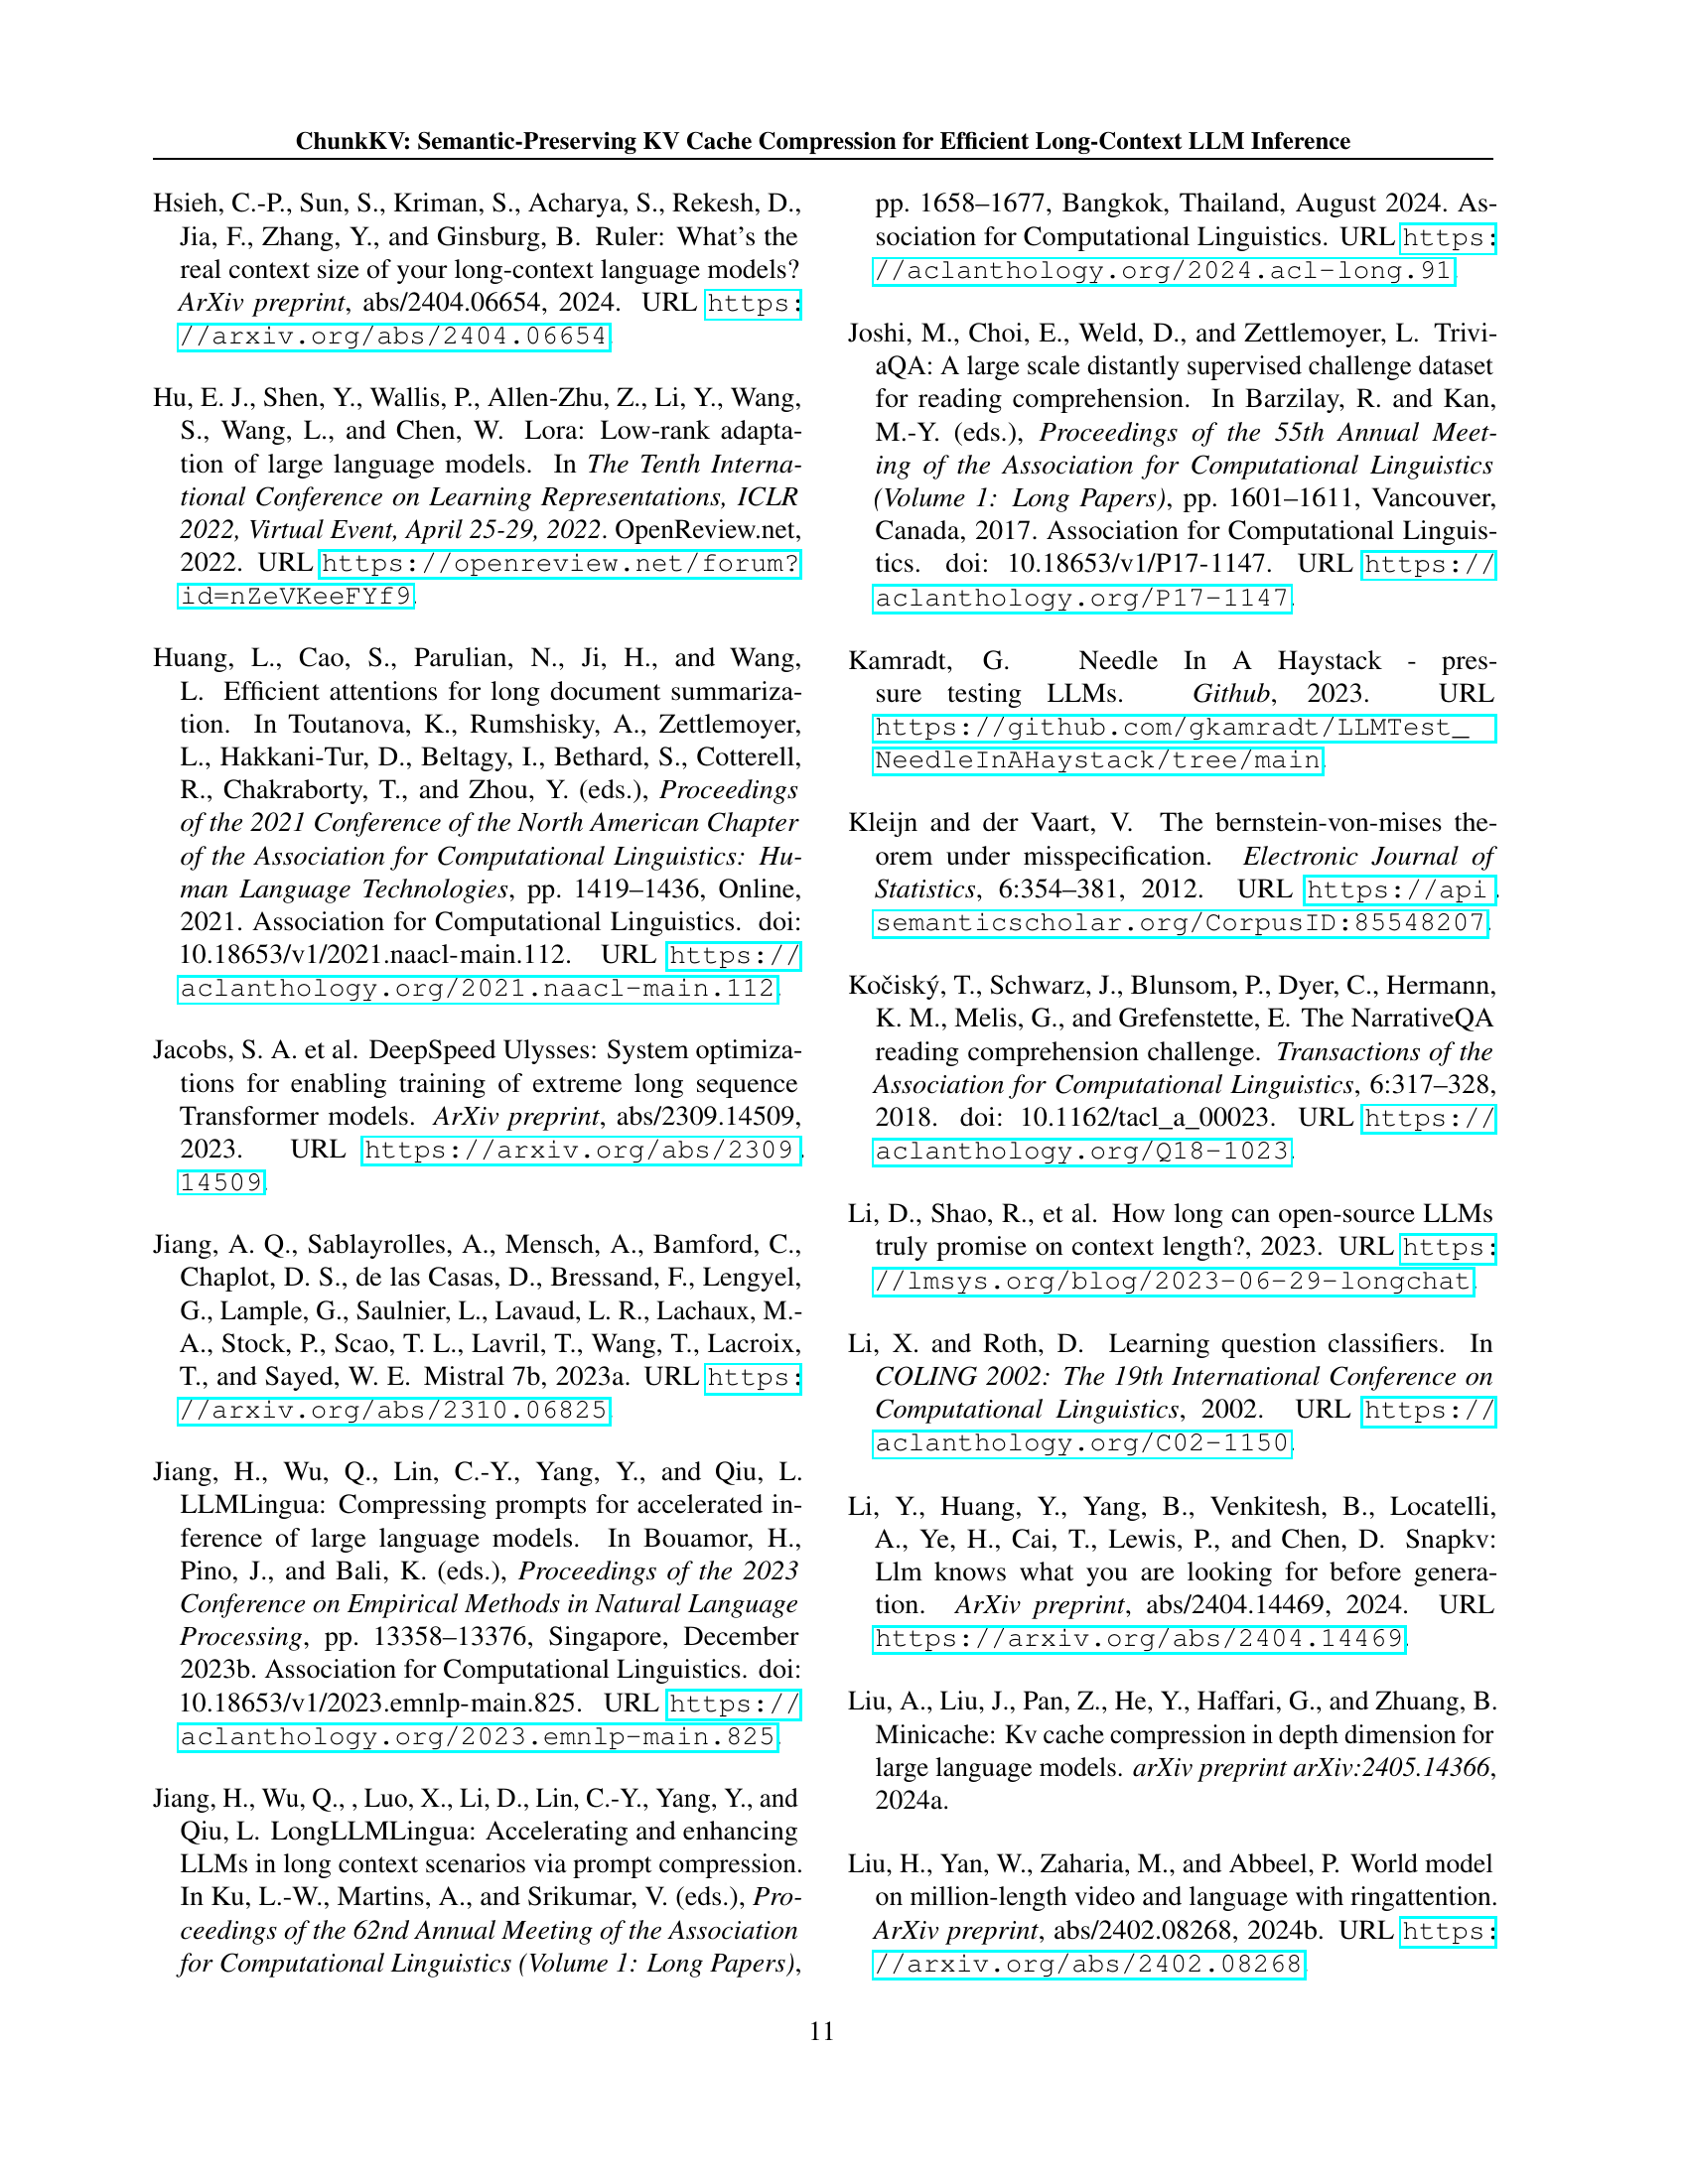 ChunkKV: Semantic-Preserving KV Cache Compression for Efficient Long-Context LLM Inference
Hsieh, C.-P., Sun, S., Kriman, S., Acharya, S., Rekesh, D.,
Jia, F., Zhang, Y., and Ginsburg, B. Ruler: What's the
real context size of your long-context language models?
ArXiv preprint, abs/2404.06654, 2024. URL https:
//arxiv.org/abs/2404.06654.
Hu, E. J., Shen, Y., Wallis, P., Allen-Zhu, Z., Li, Y., Wang,
S., Wang, L., and Chen, W. Lora: Low-rank adapta-
tion of large language models. In The Tenth Interna-
tional Conference on Learning Representations, ICLR
2022, Virtual Event, April 25-29, 2022. OpenReview.net,
2022. URL https://openreview.net/forum?
id=nZeVKeeFYf9.
Huang, L., Cao, S., Parulian, N., Ji, H., and Wang,
L. Efficient attentions for long document summariza-
tion. In Toutanova, K., Rumshisky, A., Zettlemoyer,
L., Hakkani-Tur, D., Beltagy, I., Bethard, S., Cotterell,
R., Chakraborty, T., and Zhou, Y. (eds.), Proceedings
of the 2021 Conference of the North American Chapter
of the Association for Computational Linguistics: Hu-
man Language Technologies, pp. 1419–1436, Online,
2021. Association for Computational Linguistics. doi:
10.18653/v1/2021.naacl-main.112. URL https://
aclanthology.org/2021.naacl-main.112.
Jacobs, S. A. et al. DeepSpeed Ulysses: System optimiza-
tions for enabling training of extreme long sequence
Transformer models. ArXiv preprint, abs/2309.14509,
2023. URL https://arxiv.org/abs/2309.
14509.
Jiang, A. Q., Sablayrolles, A., Mensch, A., Bamford, C.,
Chaplot, D. S., de las Casas, D., Bressand, F., Lengyel,
G., Lample, G., Saulnier, L., Lavaud, L. R., Lachaux, M.-
A., Stock, P., Scao, T. L., Lavril, T., Wang, T., Lacroix,
T., and Sayed, W. E. Mistral 7b, 2023a. URL https:
//arxiv.org/abs/2310.06825.
Jiang, H., Wu, Q., Lin, C.-Y., Yang, Y., and Qiu, L.
LLMLingua: Compressing prompts for accelerated in-
ference of large language models. In Bouamor, H.,
Pino, J., and Bali, K. (eds.), Proceedings of the 2023
Conference on Empirical Methods in Natural Language
Processing, pp. 13358–13376, Singapore, December
2023b. Association for Computational Linguistics. doi:
10.18653/v1/2023.emnlp-main.825. URL https://
aclanthology.org/2023.emnlp-main.825.
Jiang, H., Wu, Q., , Luo, X., Li, D., Lin, C.-Y., Yang, Y., and
Qiu, L. LongLLMLingua: Accelerating and enhancing
LLMs in long context scenarios via prompt compression.
In Ku, L.-W., Martins, A., and Srikumar, V. (eds.), Pro-
ceedings of the 62nd Annual Meeting of the Association
for Computational Linguistics (Volume 1: Long Papers),
pp. 1658–1677, Bangkok, Thailand, August 2024. As-
sociation for Computational Linguistics. URL https:
//aclanthology.org/2024.acl-long.91.
Joshi, M., Choi, E., Weld, D., and Zettlemoyer, L. Trivi-
aQA: A large scale distantly supervised challenge dataset
for reading comprehension. In Barzilay, R. and Kan,
M.-Y. (eds.), Proceedings of the 55th Annual Meet-
ing of the Association for Computational Linguistics
(Volume 1: Long Papers), pp. 1601–1611, Vancouver,
Canada, 2017. Association for Computational Linguis-
tics. doi: 10.18653/v1/P17-1147. URL https://
aclanthology.org/P17-1147.
Kamradt, G. Needle In A Haystack - pres-
sure testing LLMs. Github, 2023. URL
https://github.com/gkamradt/LLMTest_
NeedleInAHaystack/tree/main.
Kleijn and der Vaart, V. The bernstein-von-mises the-
orem under misspecification. Electronic Journal of
Statistics, 6:354–381, 2012. URL https://api.
semanticscholar.org/CorpusID:85548207.
Kočiský, T., Schwarz, J., Blunsom, P., Dyer, C., Hermann,
K. M., Melis, G., and Grefenstette, E. The NarrativeQA
reading comprehension challenge. Transactions of the
Association for Computational Linguistics, 6:317–328,
2018. doi: 10.1162/tacl_a_00023. URL https://
aclanthology.org/Q18-1023.
Li, D., Shao, R., et al. How long can open-source LLMs
truly promise on context length?, 2023. URL https:
//lmsys.org/blog/2023-06-29-longchat.
Li, X. and Roth, D. Learning question classifiers. In
COLING 2002: The 19th International Conference on
Computational Linguistics, 2002. URL https://
aclanthology.org/C02-1150.
Li, Y., Huang, Y., Yang, B., Venkitesh, B., Locatelli,
A., Ye, H., Cai, T., Lewis, P., and Chen, D. Snapkv:
Llm knows what you are looking for before genera-
tion. ArXiv preprint, abs/2404.14469, 2024. URL
https://arxiv.org/abs/2404.14469.
Liu, A., Liu, J., Pan, Z., He, Y., Haffari, G., and Zhuang, B.
Minicache: Kv cache compression in depth dimension for
large language models. arXiv preprint arXiv:2405.14366,
2024a.
Liu, H., Yan, W., Zaharia, M., and Abbeel, P. World model
on million-length video and language with ringattention.
ArXiv preprint, abs/2402.08268, 2024b. URL https:
//arxiv.org/abs/2402.08268.
11